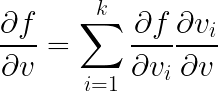 ∂f/∂v = ∑_{i=1}^{k} ∂f/∂v_i ∂v_i/∂v